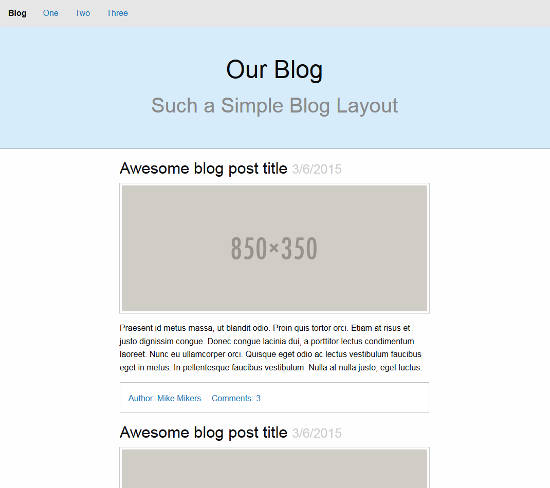 Blog One Two Three
Our Blog
Such a Simple Blog Layout
Awesome blog post title 3/6/2015
850×350
Praesent id metus massa, ut blandit odio. Proin quis tortor orci. Etiam at risus et
justo dignissim congue. Donec congue lacinia dui, a porttitor lectus condimentum
laoreet. Nunc eu ullamcorper orci. Quisque eget odio ac lectus vestibulum faucibus
eget in metus. In pellentesque faucibus vestibulum. Nulla at nulla justo, eget luctus.
Author: Mike Mikers Comments: 3
Awesome blog post title 3/6/2015